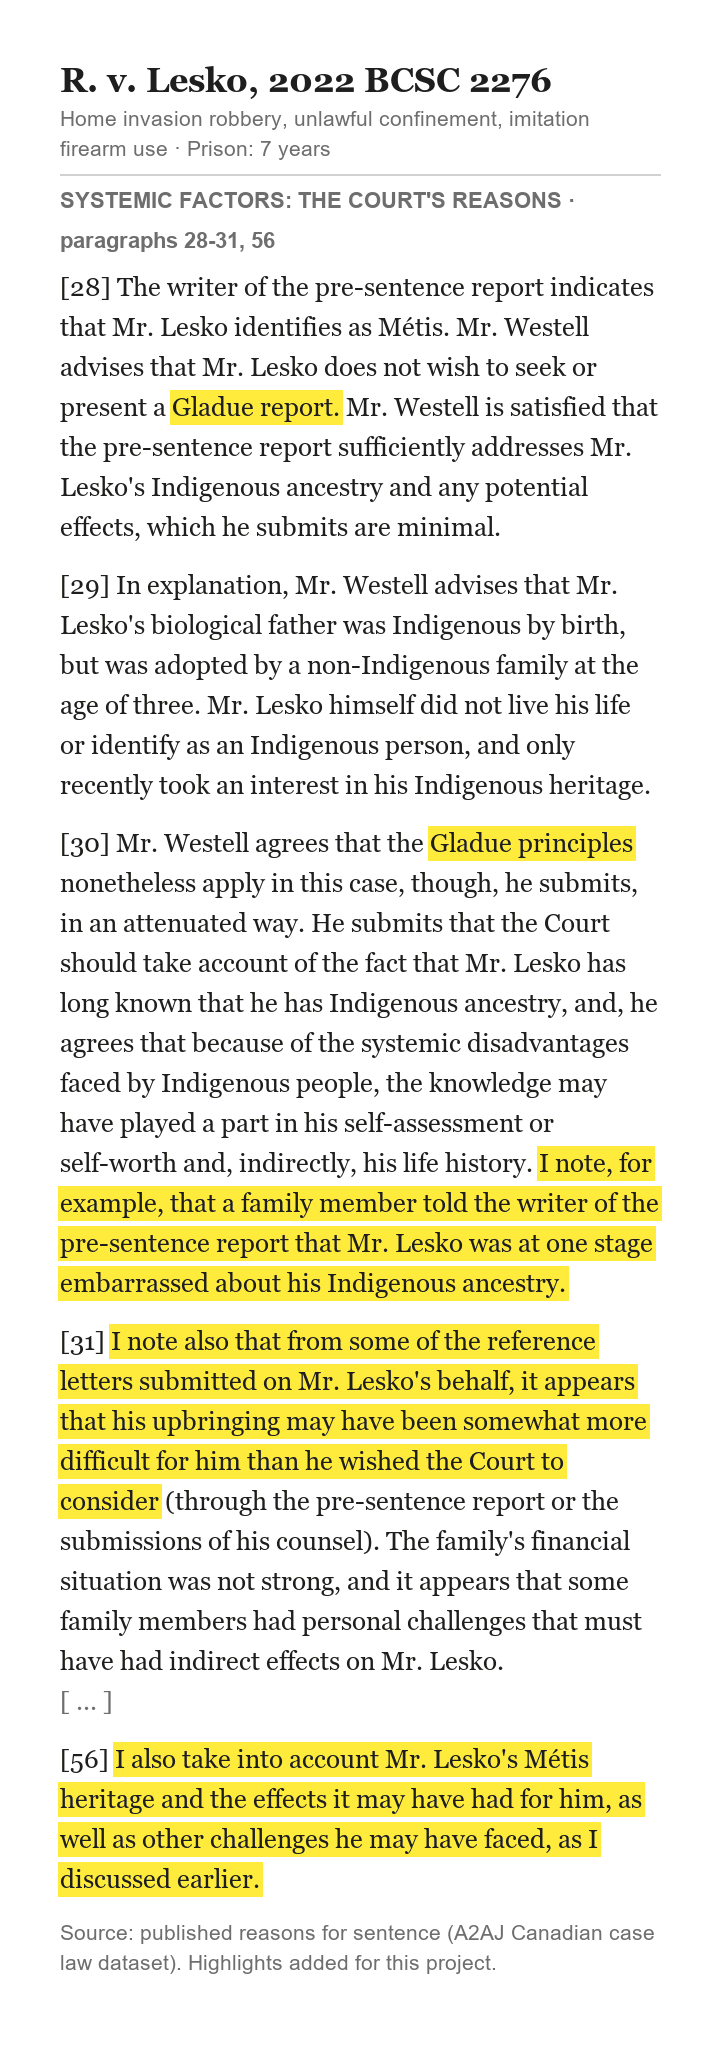 R. v. Lesko, 2022 BCSC 2276
Home invasion robbery, unlawful confinement, imitation
firearm use · Prison: 7 years
SYSTEMIC FACTORS: THE COURT'S REASONS ·
paragraphs 28-31, 56
[28] The writer of the pre-sentence report indicates
that Mr. Lesko identifies as Métis. Mr. Westell
advises that Mr. Lesko does not wish to seek or
present a Gladue report. Mr. Westell is satisfied that
the pre-sentence report sufficiently addresses Mr.
Lesko's Indigenous ancestry and any potential
effects, which he submits are minimal.
[29] In explanation, Mr. Westell advises that Mr.
Lesko's biological father was Indigenous by birth,
but was adopted by a non-Indigenous family at the
age of three. Mr. Lesko himself did not live his life
or identify as an Indigenous person, and only
recently took an interest in his Indigenous heritage.
[30] Mr. Westell agrees that the Gladue principles
nonetheless apply in this case, though, he submits,
in an attenuated way. He submits that the Court
should take account of the fact that Mr. Lesko has
long known that he has Indigenous ancestry, and, he
agrees that because of the systemic disadvantages
faced by Indigenous people, the knowledge may
have played a part in his self-assessment or
self-worth and, indirectly, his life history. I note, for
example, that a family member told the writer of the
pre-sentence report that Mr. Lesko was at one stage
embarrassed about his Indigenous ancestry.
[31] I note also that from some of the reference
letters submitted on Mr. Lesko's behalf, it appears
that his upbringing may have been somewhat more
difficult for him than he wished the Court to
consider (through the pre-sentence report or the
submissions of his counsel). The family's financial
situation was not strong, and it appears that some
family members had personal challenges that must
have had indirect effects on Mr. Lesko.
[ ... ]
[56] I also take into account Mr. Lesko's Métis
heritage and the effects it may have had for him, as
well as other challenges he may have faced, as I
discussed earlier.
Source: published reasons for sentence (A2AJ Canadian case
law dataset). Highlights added for this project.